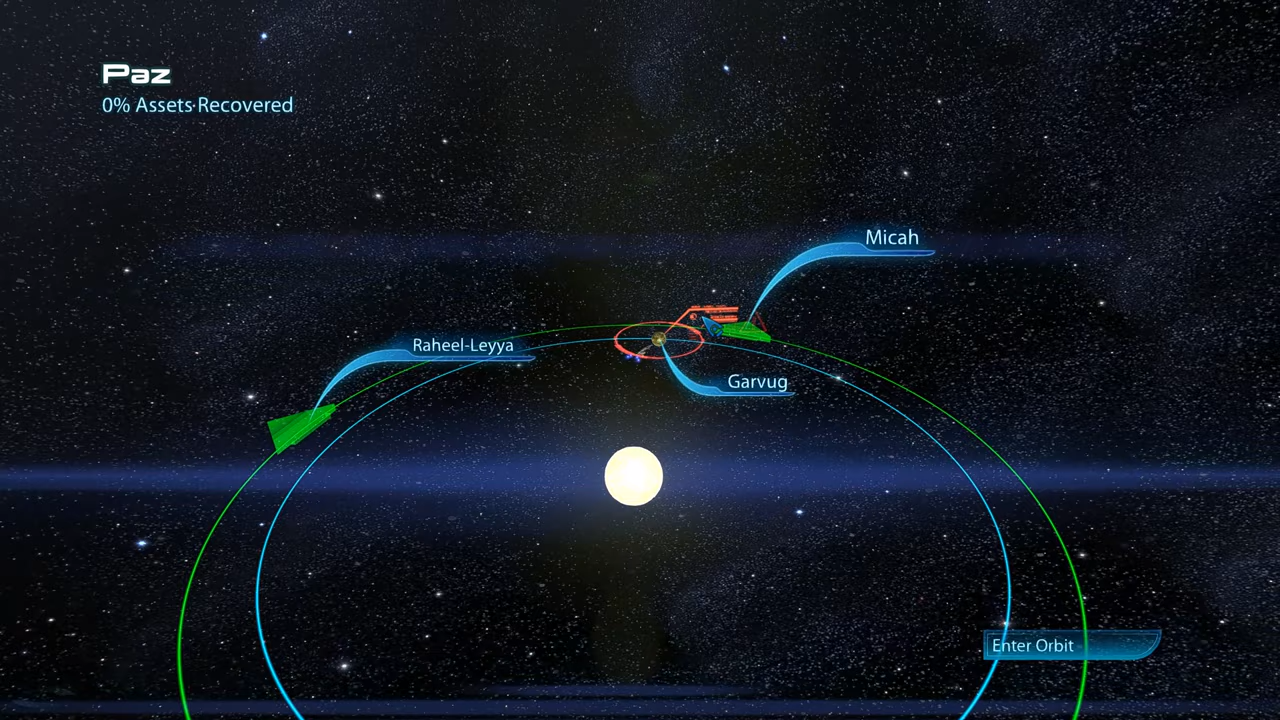 Paz
0% Assets Recovered
Micah
Raheel-Leyya
Garvug
Enter Orbit